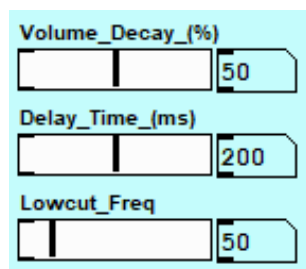 Volume_Decay_(%)
50
Delay_Time_(ms)
200
Lowcut_Freq
50